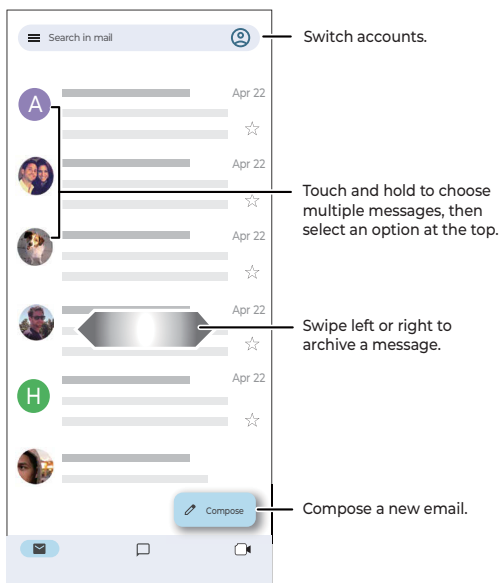 Search in mail
Switch accounts.
Apr 22
A
Apr 22
Touch and hold to choose
multiple messages, then
select an option at the top.
Apr 22
Apr 22
Swipe left or right to
archive a message.
Apr 22
H
Compose
Compose a new email.